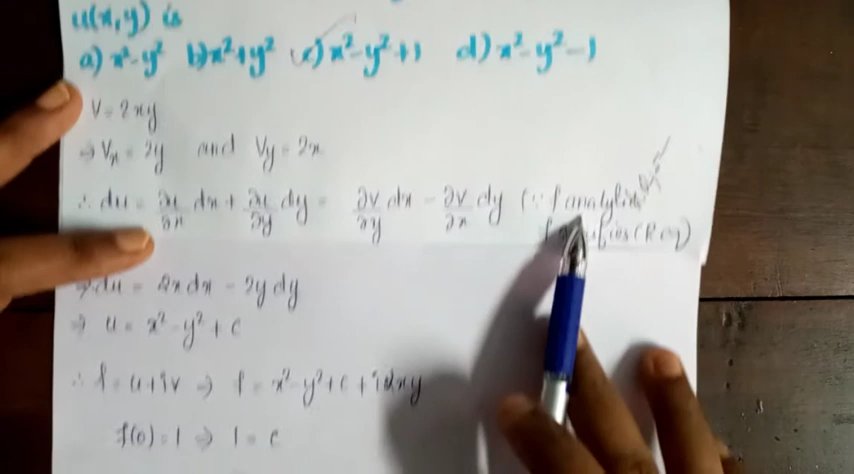 u(x,y) is
a) x²-y² b) x²+y² c) x²-y²+1 d) x²-y²-1
V = 2xy
⇒ Vx = 2y and Vy = 2x
∴ du = ∂u/∂x dx + ∂u/∂y dy = ∂v/∂y dx - ∂v/∂x dy (∵ f analytic
f satisfies CR eq)
⇒ du = 2x dx - 2y dy
⇒ u = x² - y² + c
∴ f = u+iv ⇒ f = x²-y²+c+i2xy
f(0) = 1 ⇒ 1 = c